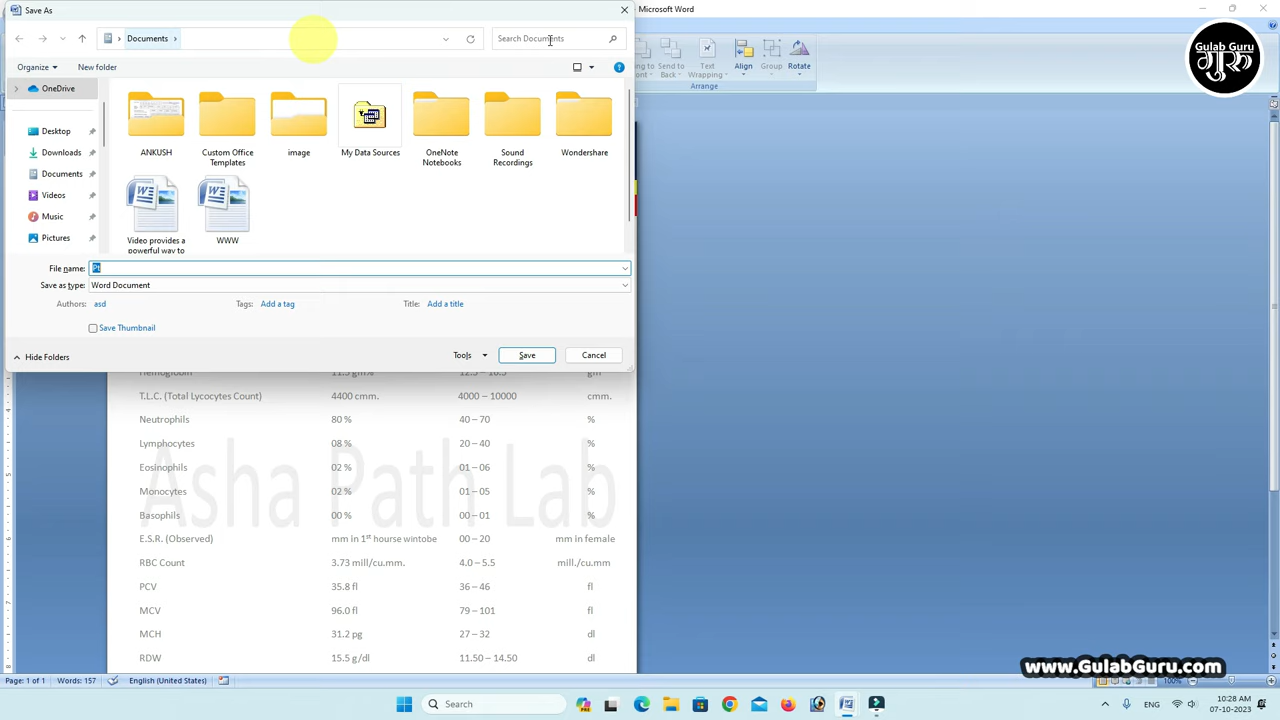 Save As
Microsoft Word
Documents
Search Documents
Organize
New folder
OneDrive
Desktop
Downloads
Documents
Videos
Music
Pictures
ANKUSH
Custom Office
Templates
image
My Data Sources
OneNote
Notebooks
Sound
Recordings
Wondershare
Video provides a
powerful way to
WWW
File name: Pt
Save as type: Word Document
Authors: asd
Tags: Add a tag
Title: Add a title
Save Thumbnail
Hide Folders
Tools
Save
Cancel
Send to
Back
Text
Wrapping
Align
Group
Rotate
Arrange
Gulab Guru
गुरु
T.L.C. (Total Lycocytes Count) 4400 cmm. 4000 – 10000 cmm.
Neutrophils 80 % 40 – 70 %
Lymphocytes 08 % 20 – 40 %
Eosinophils 02 % 01 – 06 %
Monocytes 02 % 01 – 05 %
Basophils 00 % 00 – 01 %
E.S.R. (Observed) mm in 1st hourse wintobe 00 – 20 mm in female
RBC Count 3.73 mill/cu.mm. 4.0 – 5.5 mill./cu.mm
PCV 35.8 fl 36 – 46 fl
MCV 96.0 fl 79 – 101 fl
MCH 31.2 pg 27 – 32 dl
RDW 15.5 g/dl 11.50 – 14.50 dl
Asha Path Lab
www.GulabGuru.com
Page: 1 of 1 Words: 157 English (United States) 100%
Search
ENG
10:28 AM
07-10-2023